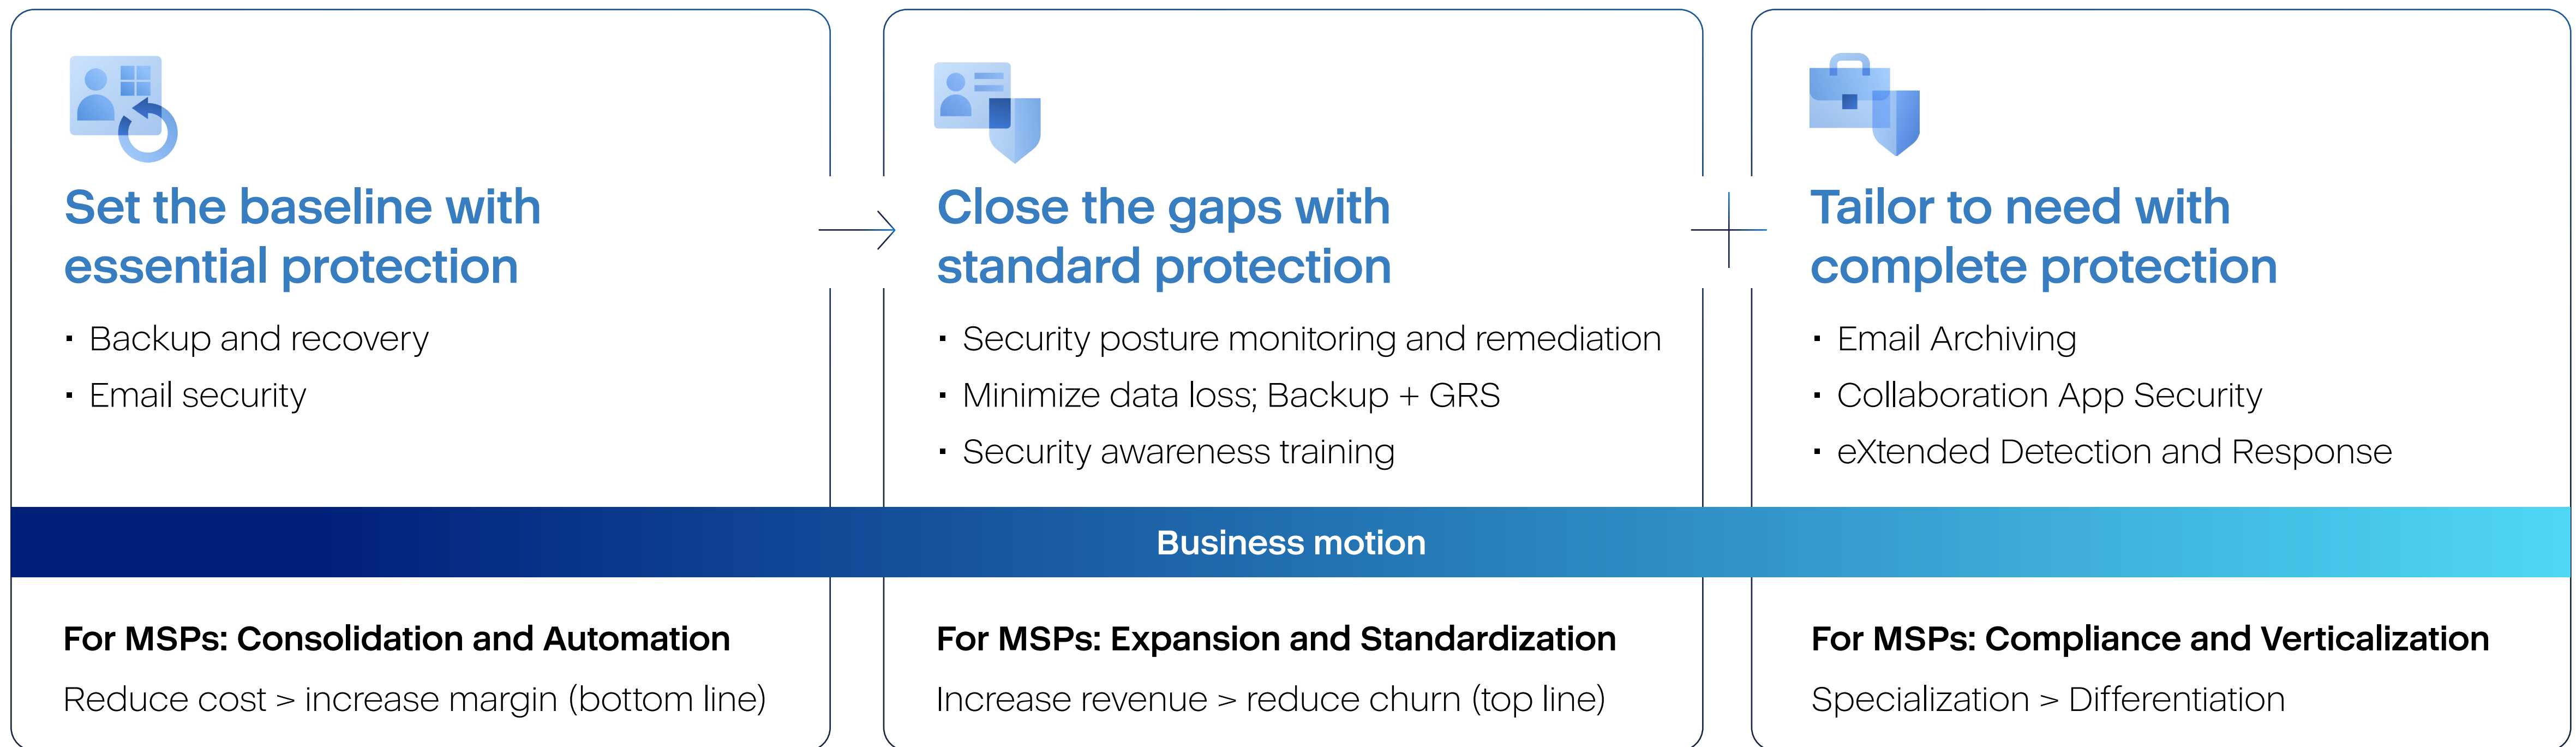 Set the baseline with
essential protection
▪ Backup and recovery
▪ Email security
Close the gaps with
standard protection
▪ Security posture monitoring and remediation
▪ Minimize data loss; Backup + GRS
▪ Security awareness training
Tailor to need with
complete protection
▪ Email Archiving
▪ Collaboration App Security
▪ eXtended Detection and Response
Business motion
For MSPs: Consolidation and Automation
Reduce cost > increase margin (bottom line)
For MSPs: Expansion and Standardization
Increase revenue > reduce churn (top line)
For MSPs: Compliance and Verticalization
Specialization > Differentiation